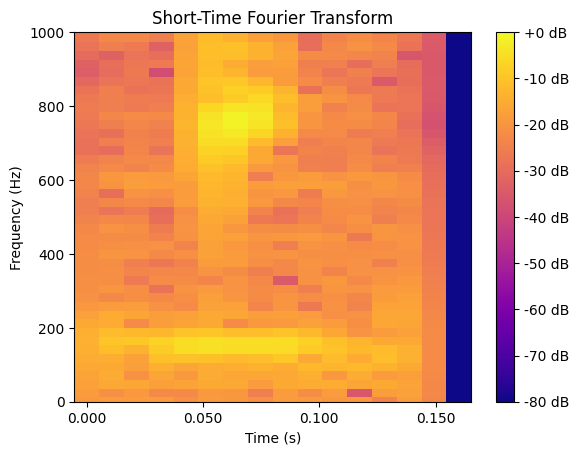 Short-Time Fourier Transform
1000
800
600
400
200
0
Frequency (Hz)
0.000
0.050
0.100
0.150
Time (s)
+0 dB
-10 dB
-20 dB
-30 dB
-40 dB
-50 dB
-60 dB
-70 dB
-80 dB